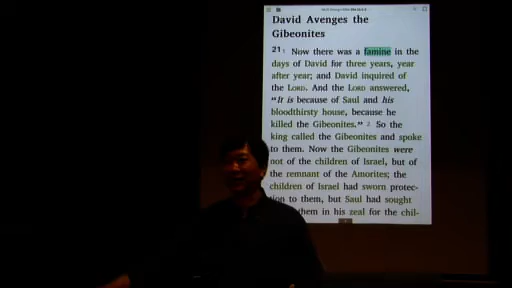 David Avenges the
Gibeonites
21 1 Now there was a famine in the
days of David for three years, year
after year; and David inquired of
the LORD. And the LORD answered,
"It is because of Saul and his
bloodthirsty house, because he
killed the Gibeonites." 2 So the
king called the Gibeonites and spoke
to them. Now the Gibeonites were
not of the children of Israel, but of
the remnant of the Amorites; the
children of Israel had sworn protec-
tion to them, but Saul had sought
them in his zeal for the chil-